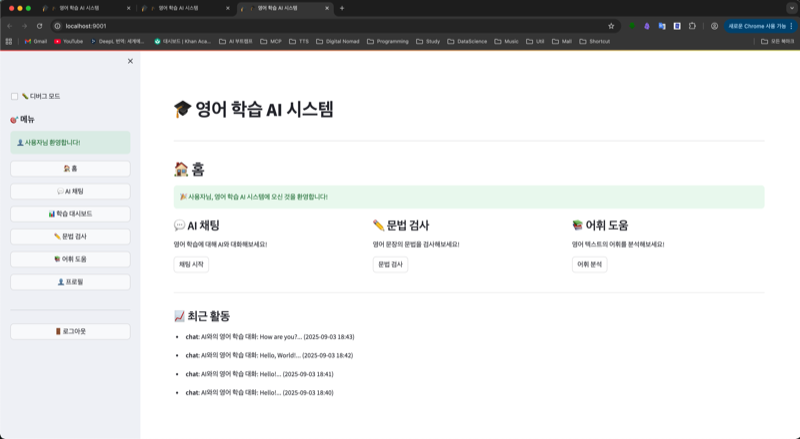 영어 학습 AI 시스템
영어 학습 AI 시스템
영어 학습 AI 시스템
localhost:9001
새로운 Chrome 사용 가능
Gmail
YouTube
DeepL 번역: 세계에...
대시보드 | Khan Aca...
AI 부트캠프
MCP
TTS
Digital Nomad
Programming
Study
DataScience
Music
Util
Mail
Shortcut
모든 북마크
디버그 모드
메뉴
사용자님 환영합니다!
홈
AI 채팅
학습 대시보드
문법 검사
어휘 도움
프로필
로그아웃
영어 학습 AI 시스템
홈
사용자님, 영어 학습 AI 시스템에 오신 것을 환영합니다!
AI 채팅
영어 학습에 대해 AI와 대화해보세요!
채팅 시작
문법 검사
영어 문장의 문법을 검사해보세요!
문법 검사
어휘 도움
영어 텍스트의 어휘를 분석해보세요!
어휘 분석
최근 활동
chat: AI와의 영어 학습 대화: How are you?... (2025-09-03 18:43)
chat: AI와의 영어 학습 대화: Hello, World!... (2025-09-03 18:42)
chat: AI와의 영어 학습 대화: Hello!... (2025-09-03 18:41)
chat: AI와의 영어 학습 대화: Hello!... (2025-09-03 18:40)